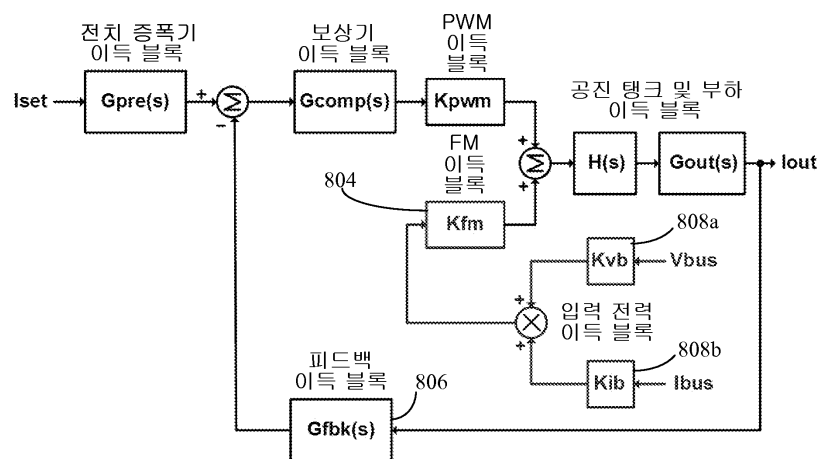 전치 증폭기
이득 블록
보상기
이득 블록
PWM
이득
블록
공진 탱크 및 부하
이득 블록
Iset
Gpre(s)
+
Σ
−
Gcomp(s)
Kpwm
+
Σ
+
H(s)
Gout(s)
Iout
FM
이득
블록
804
Kfm
808a
Kvb
Vbus
+
×
+
입력 전력
이득 블록
808b
Kib
Ibus
피드백
이득 블록
806
Gfbk(s)